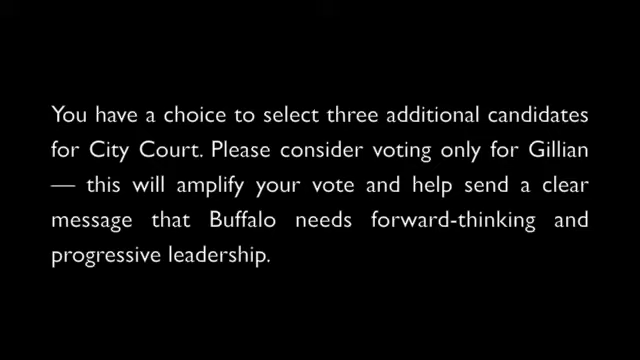 You have a choice to select three additional candidates
for City Court. Please consider voting only for Gillian
— this will amplify your vote and help send a clear
message that Buffalo needs forward-thinking and
progressive leadership.